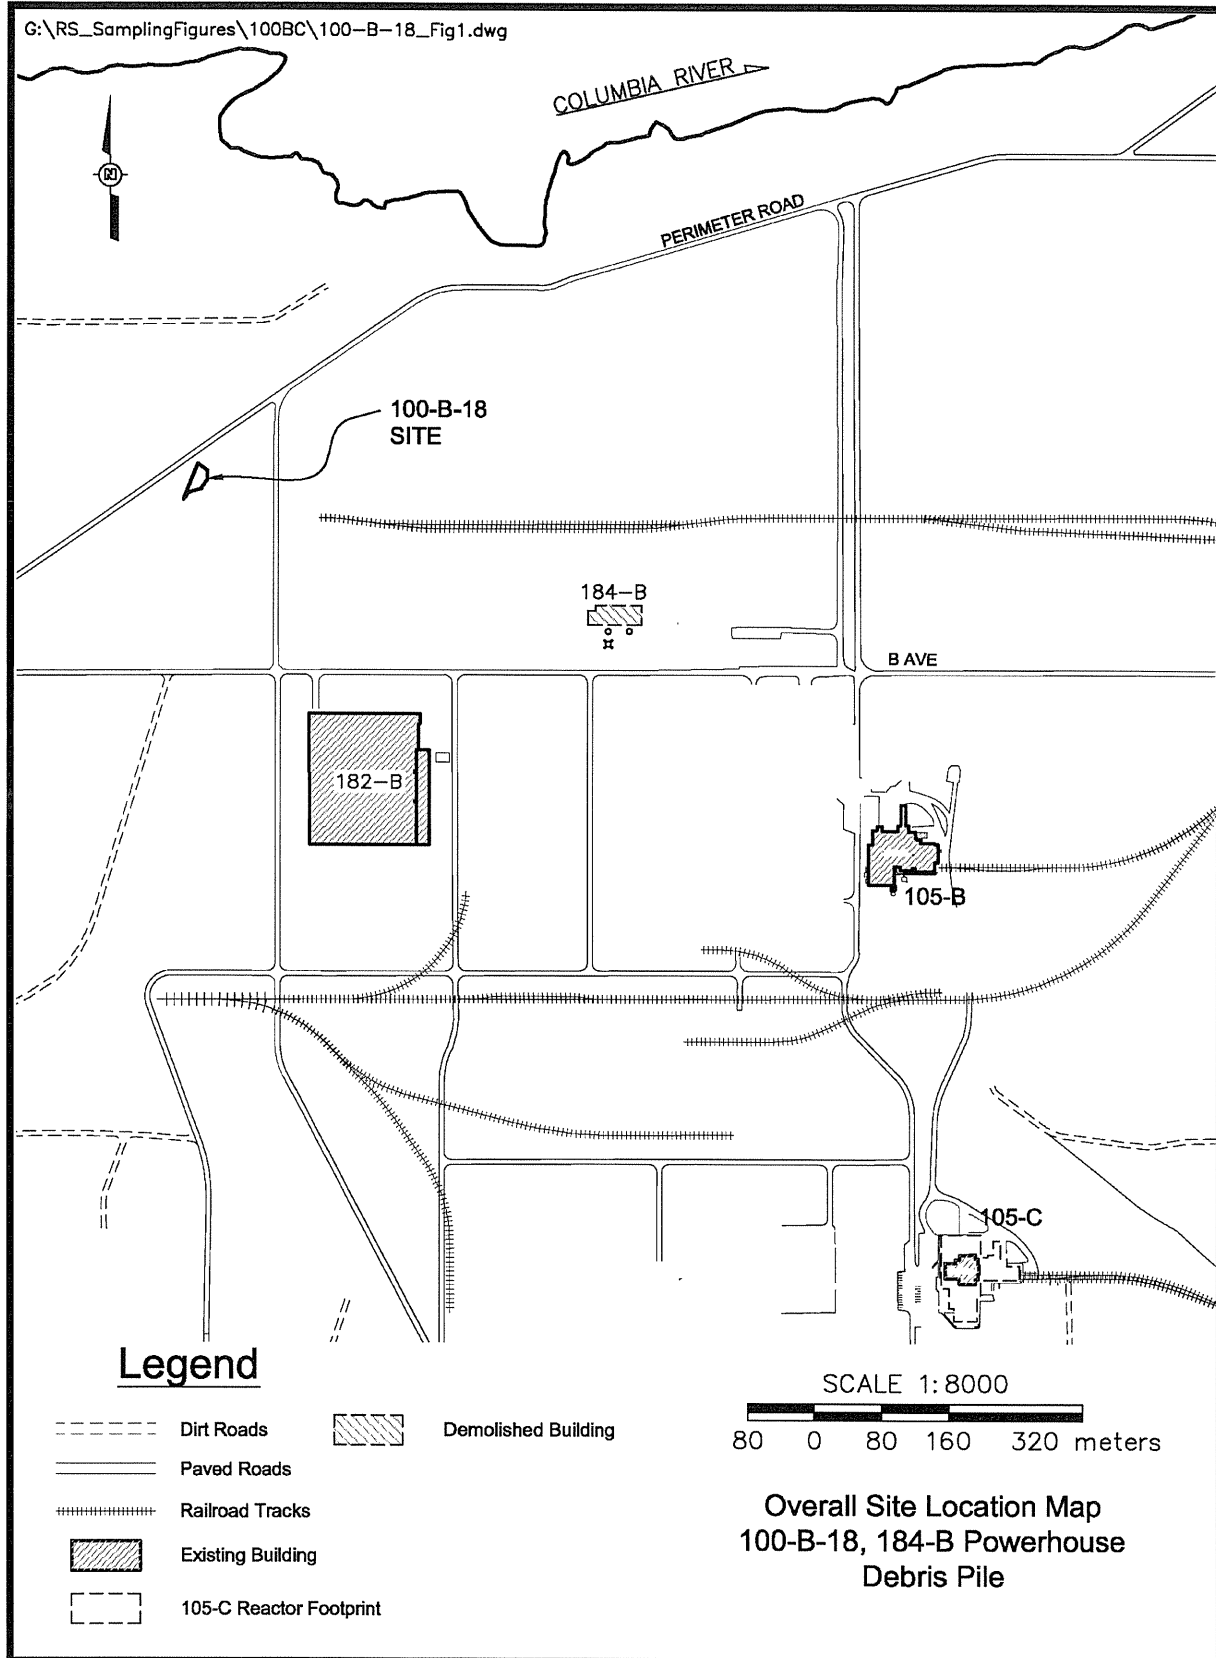 G:\RS_SamplingFigures\100BC\100-B-18_Fig1.dwg
COLUMBIA RIVER
N
PERIMETER ROAD
100-B-18
SITE
184-B
B AVE
182-B
105-B
105-C
Legend
Dirt Roads
Demolished Building
Paved Roads
Railroad Tracks
Existing Building
105-C Reactor Footprint
SCALE 1:8000
80 0 80 160 320 meters
Overall Site Location Map
100-B-18, 184-B Powerhouse
Debris Pile